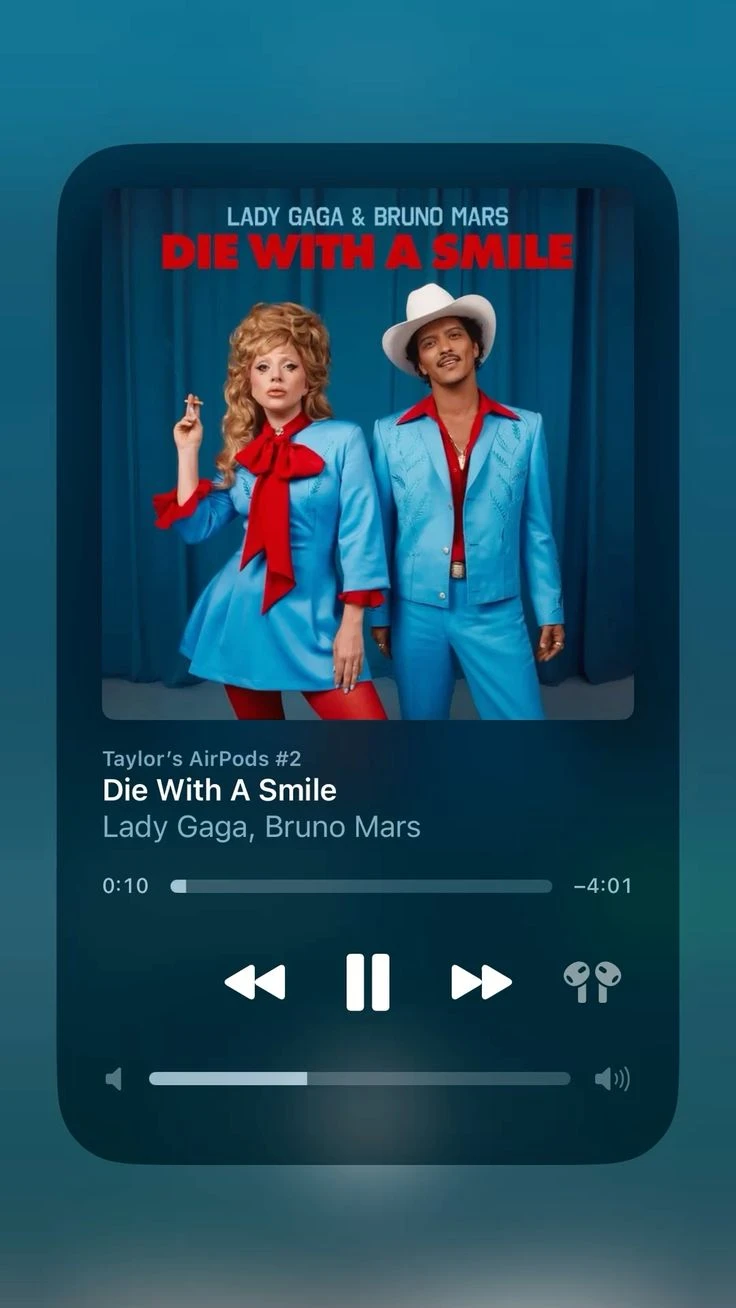 LADY GAGA & BRUNO MARS
DIE WITH A SMILE
Taylor’s AirPods #2
Die With A Smile
Lady Gaga, Bruno Mars
0:10 −4:01